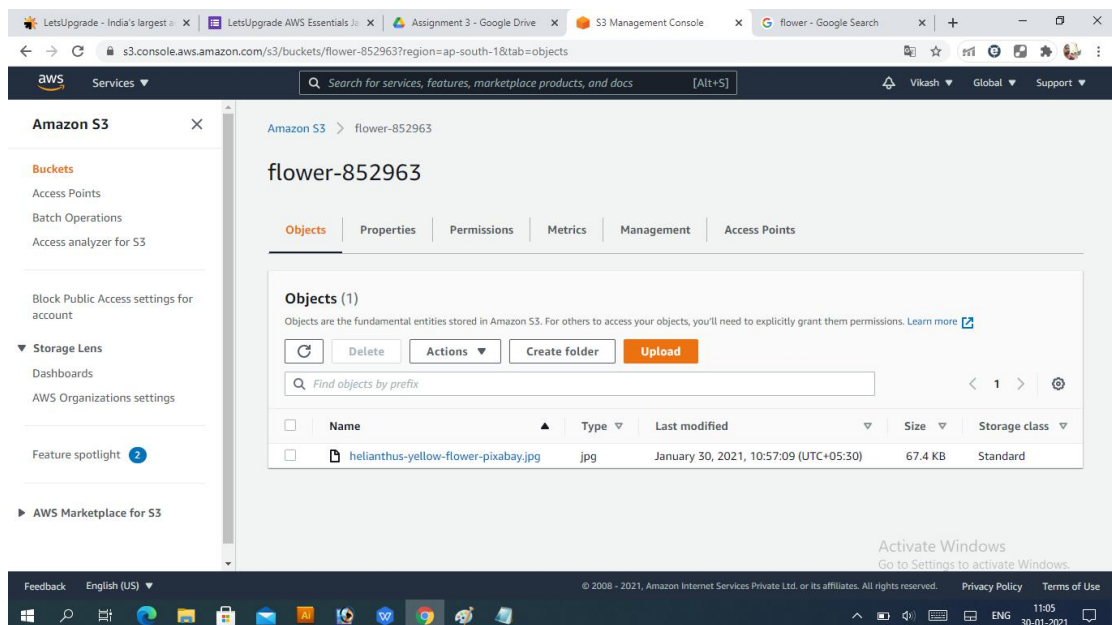 LetsUpgrade - India's largest a
LetsUpgrade AWS Essentials Ja
Assignment 3 - Google Drive
S3 Management Console
flower - Google Search
s3.console.aws.amazon.com/s3/buckets/flower-852963?region=ap-south-1&tab=objects
aws Services ▼ Search for services, features, marketplace products, and docs [Alt+S] Vikash ▼ Global ▼ Support ▼
Amazon S3
Buckets
Access Points
Batch Operations
Access analyzer for S3
Block Public Access settings for
account
Storage Lens
Dashboards
AWS Organizations settings
Feature spotlight 2
AWS Marketplace for S3
Amazon S3 > flower-852963
flower-852963
Objects Properties Permissions Metrics Management Access Points
Objects (1)
Objects are the fundamental entities stored in Amazon S3. For others to access your objects, you'll need to explicitly grant them permissions. Learn more
Delete Actions ▼ Create folder Upload
Find objects by prefix
< 1 >
Name Type Last modified Size Storage class
helianthus-yellow-flower-pixabay.jpg jpg January 30, 2021, 10:57:09 (UTC+05:30) 67.4 KB Standard
Activate Windows
Go to Settings to activate Windows.
Feedback English (US) ▼ © 2008 - 2021, Amazon Internet Services Private Ltd. or its affiliates. All rights reserved. Privacy Policy Terms of Use
ENG 11:05
30-01-2021